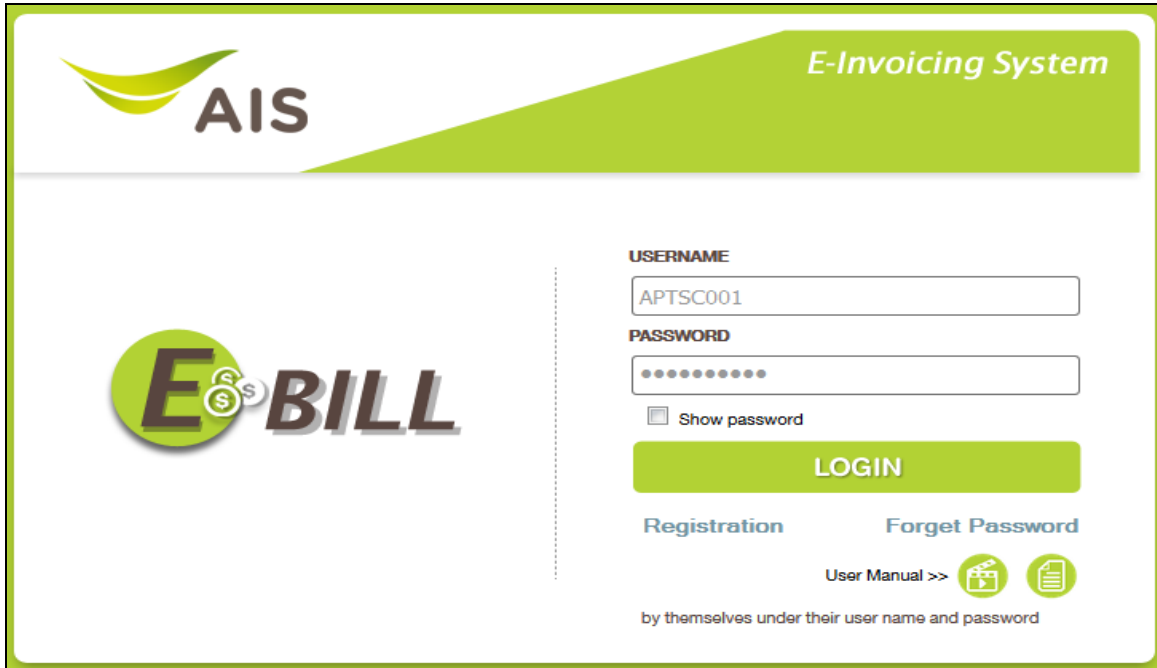 AIS
E-Invoicing System
E BILL
USERNAME
APTSC001
PASSWORD
••••••••••
Show password
LOGIN
Registration Forget Password
User Manual >>
by themselves under their user name and password